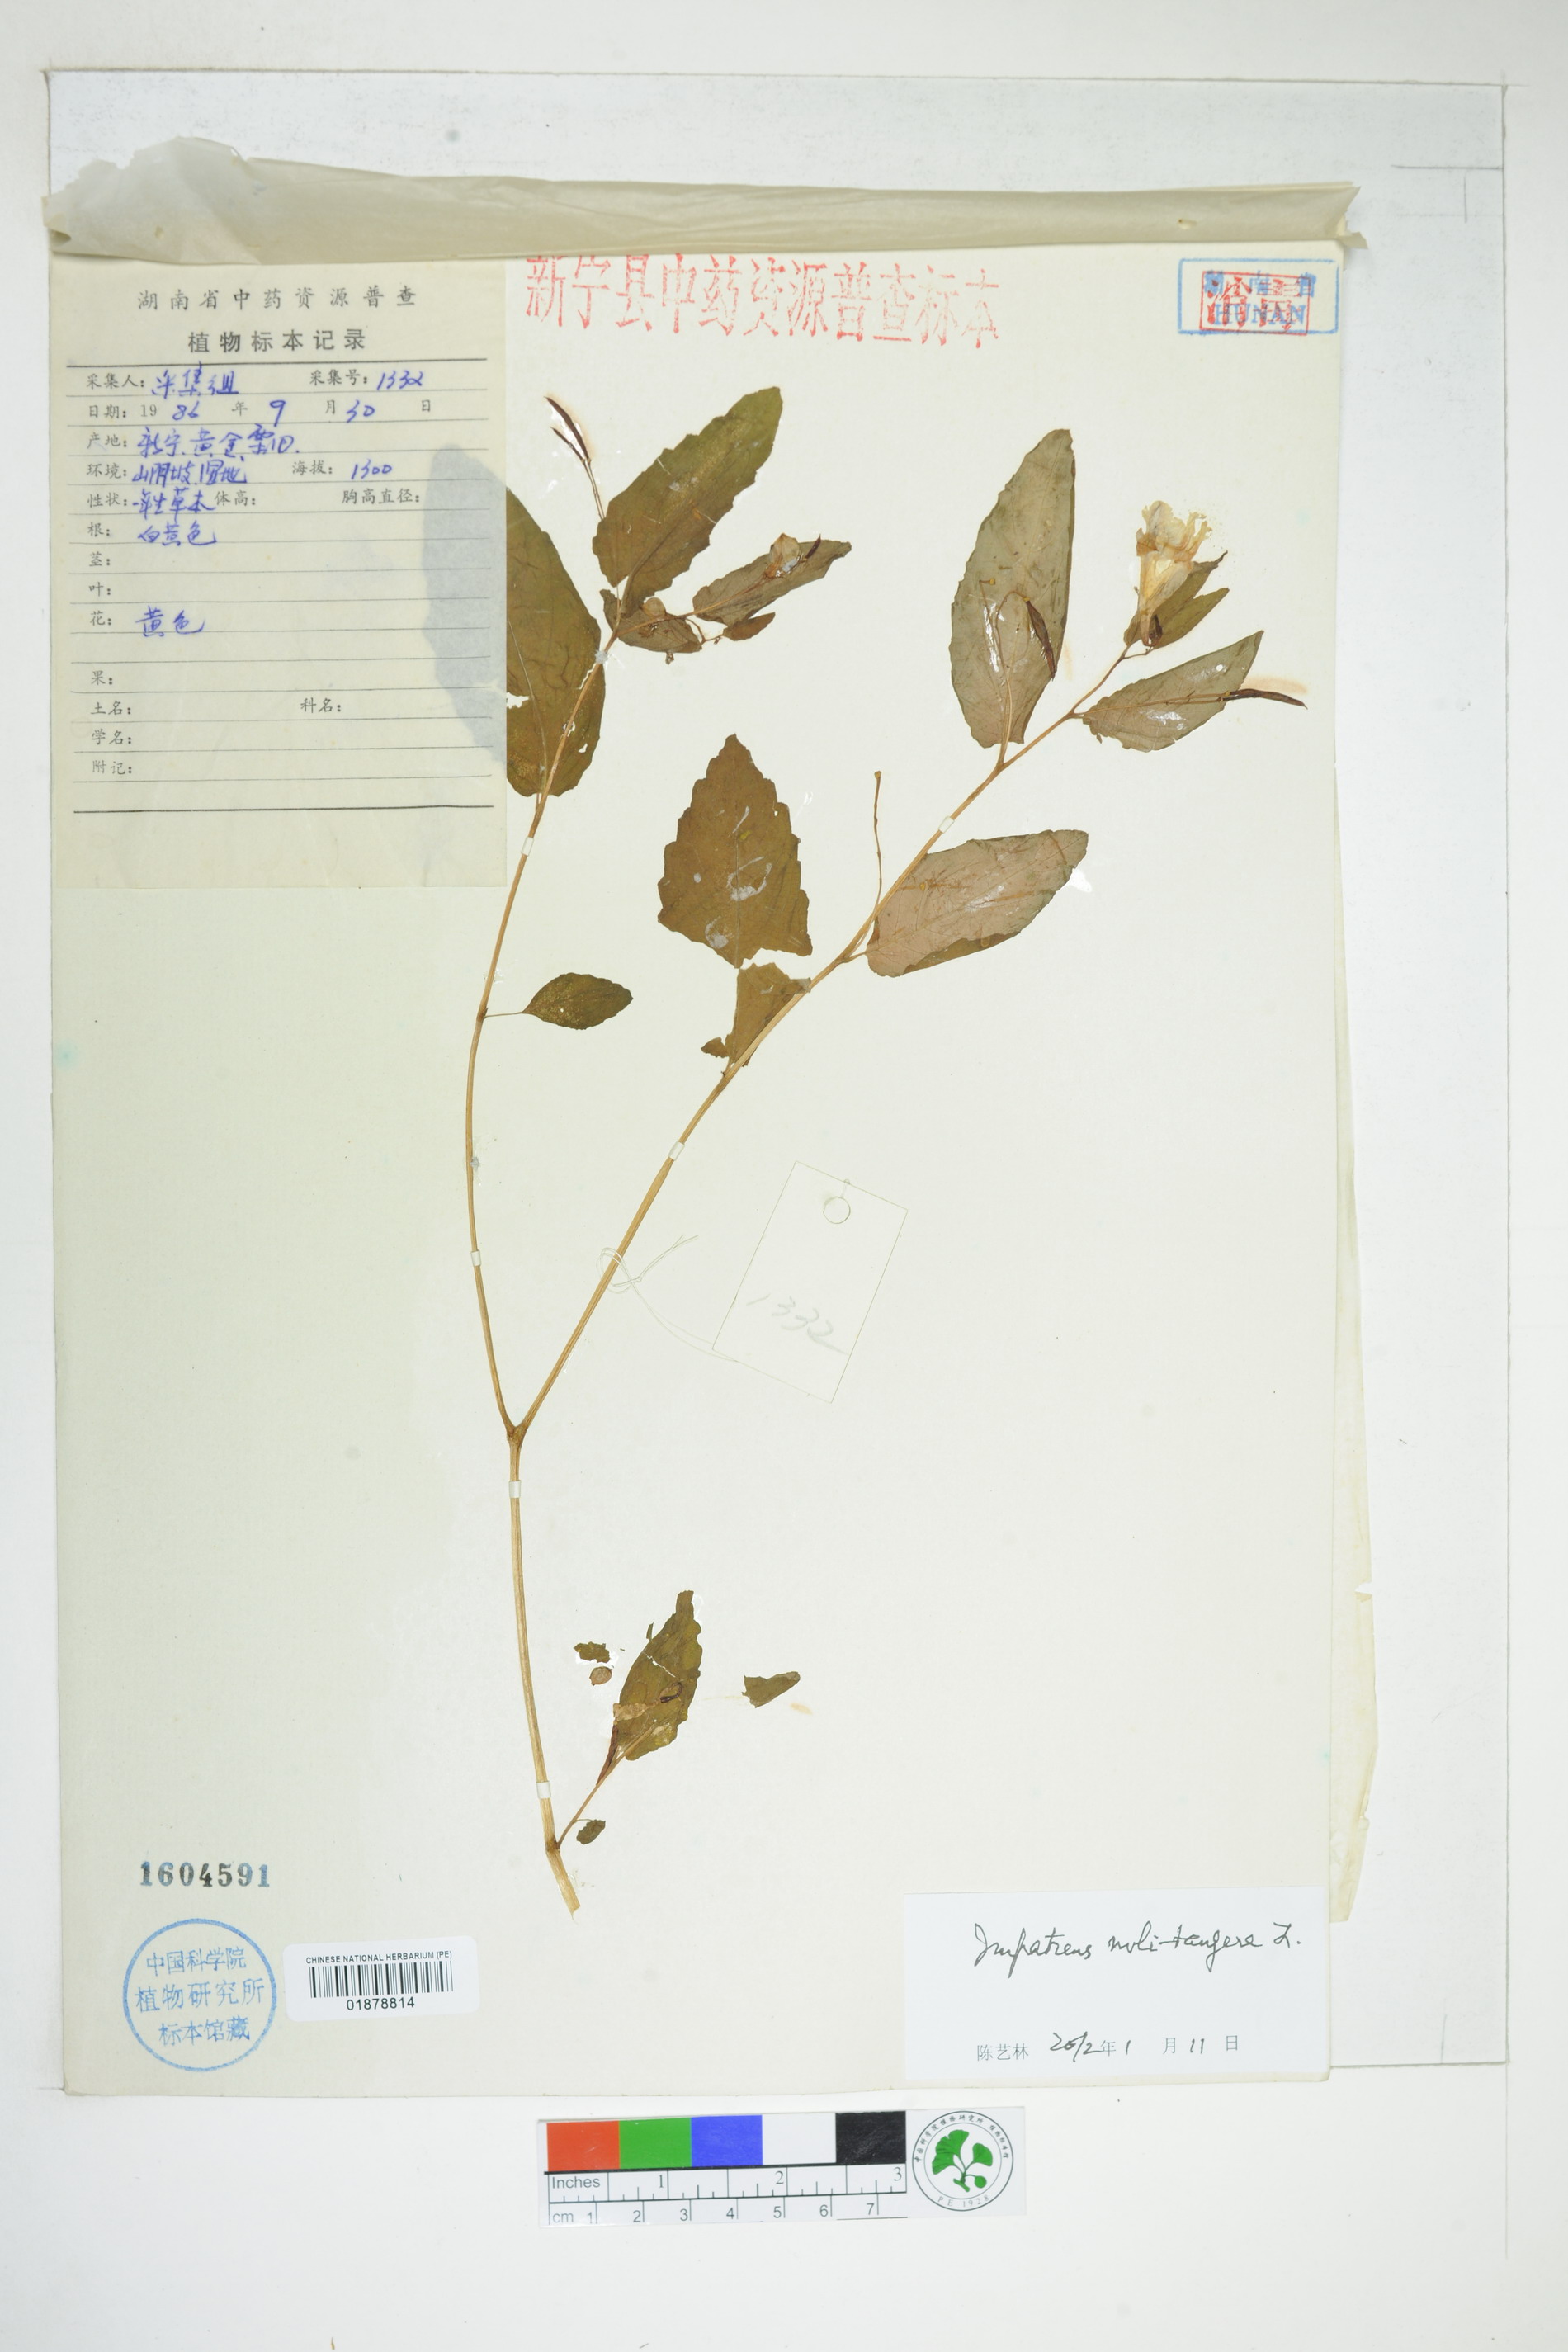 新宁县中药资源普查标本
HUNAN
湖南省中药资源普查
植物标本记录
采集人: 采集组 采集号: 1332
日期: 1986年 9月 30日
产地: 新宁.黄金
环境: 湿地 海拔: 1300
性状: 一年生草本 体高: 胸高直径:
根: 白黄色
茎:
叶:
花: 黄色
果:
土名: 科名:
学名:
附记:
1332
1604591
中国科学院
植物研究所
标本馆藏
CHINESE NATIONAL HERBARIUM (PE)
01878814
Impatiens noli-tangere L.
陈艺林 2012年 1月 11日
Inches 1 2 3
cm 1 2 3 4 5 6 7
PE 1928